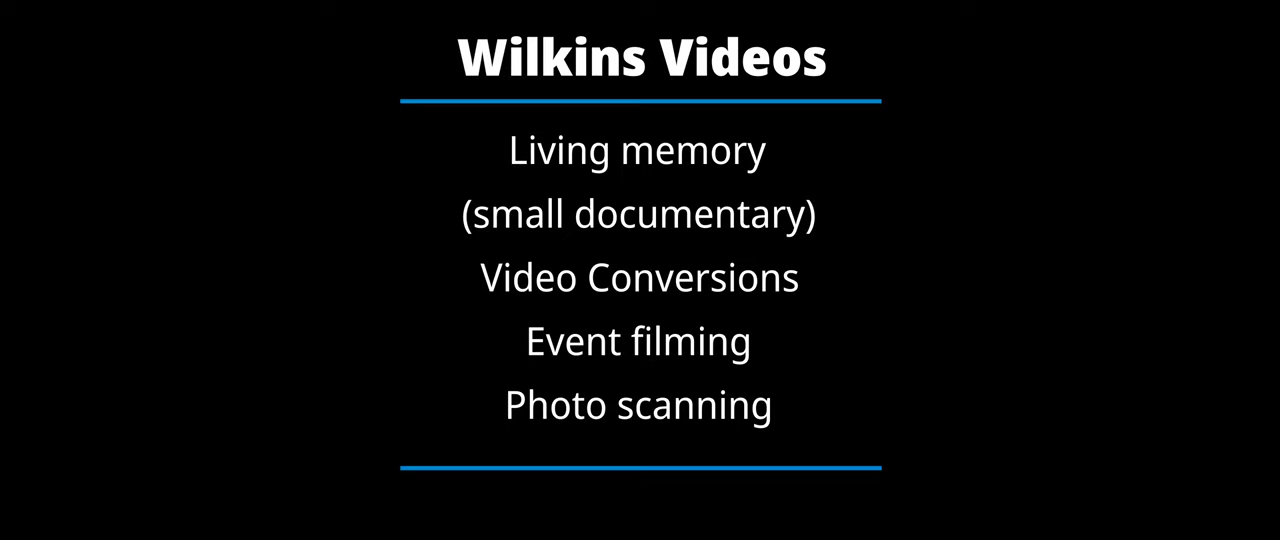 Wilkins Videos
Living memory
(small documentary)
Video Conversions
Event filming
Photo scanning